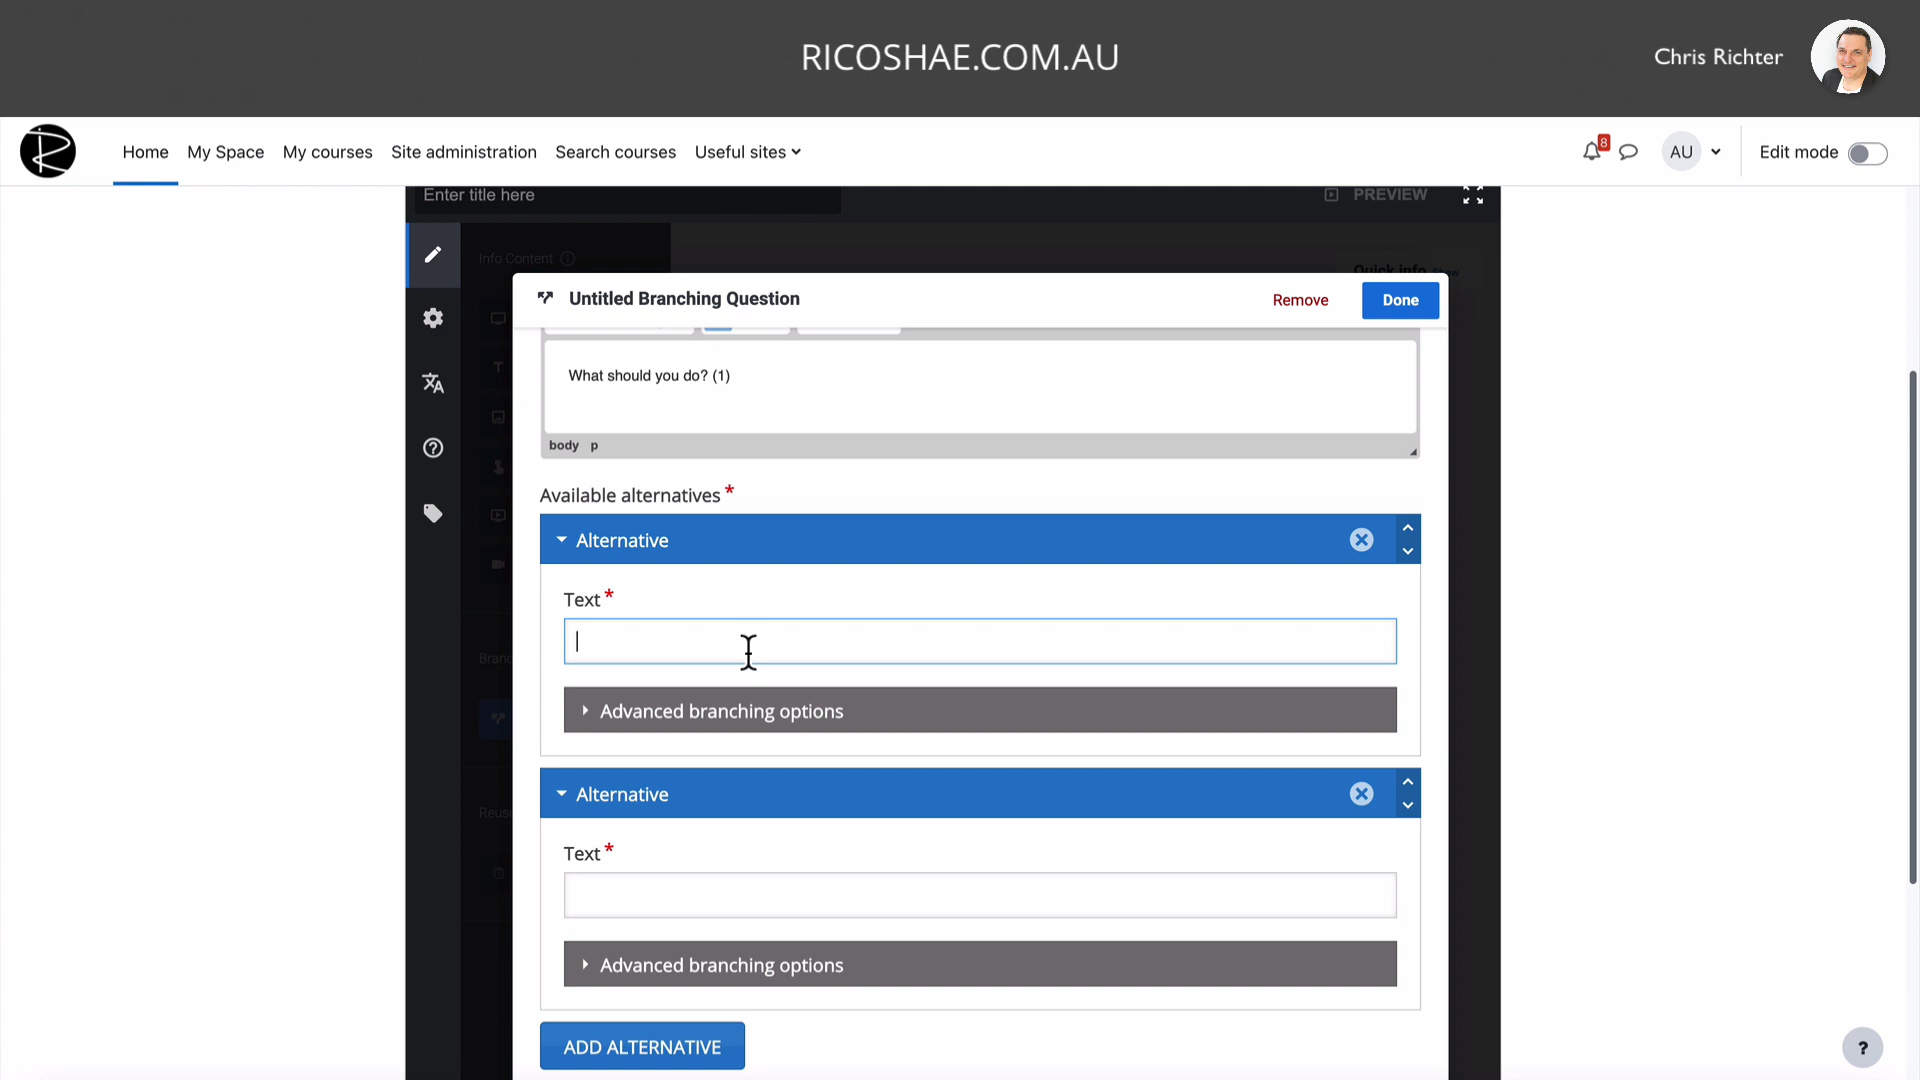 RICOSHAE.COM.AU
Chris Richter
Home My Space My courses Site administration Search courses Useful sites
8
AU
Edit mode
Enter title here
PREVIEW
Info Content
Quick info
Untitled Branching Question
Remove
Done
What should you do? (1)
body p
Available alternatives *
Alternative
Text *
Advanced branching options
Alternative
Text *
Advanced branching options
ADD ALTERNATIVE
?